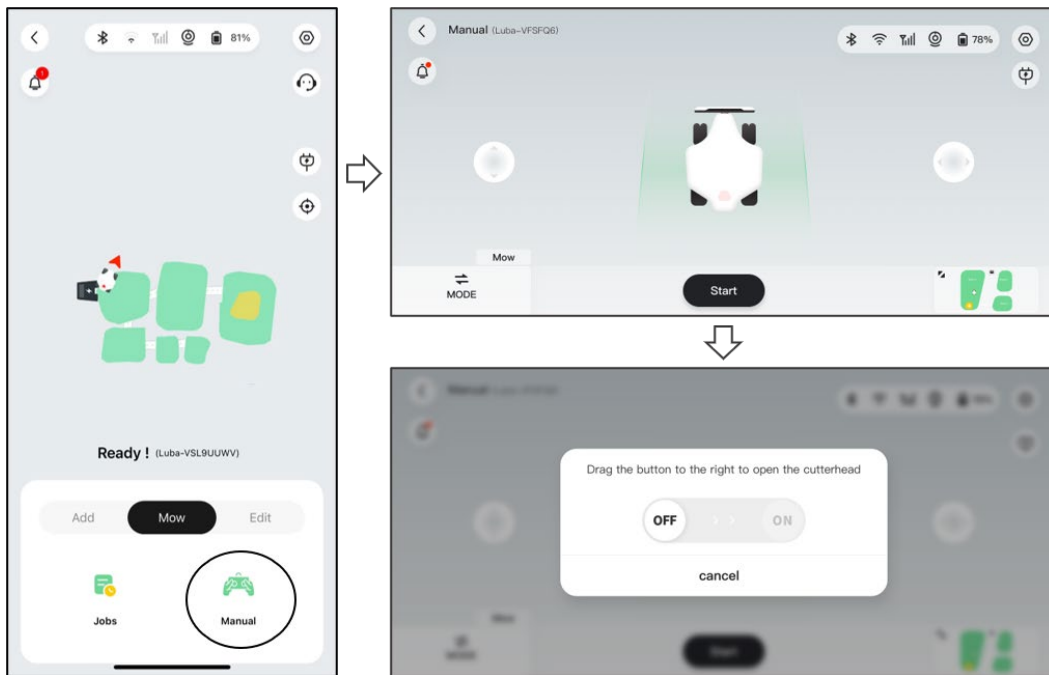 81%
1
Ready ! (Luba-VSL9UUWV)
Add Mow Edit
Jobs Manual
Manual (Luba-VFSFQ6)
78%
Mow
MODE
Start
Drag the button to the right to open the cutterhead
OFF ON
cancel